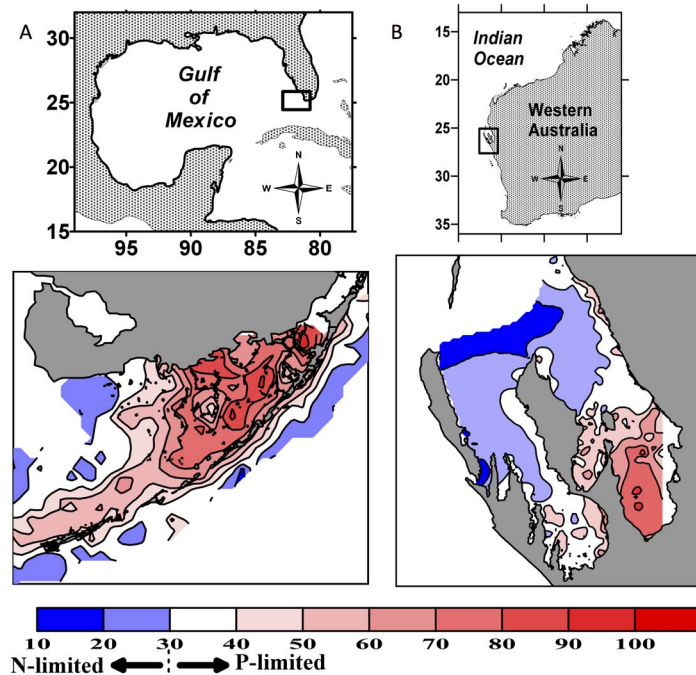 A
30
25
20
15
95
90
85
80
Gulf
of
Mexico
N
W
E
S
B
15
20
25
30
35
Indian
Ocean
Western
Australia
N
W
E
S
10 20 30 40 50 60 70 80 90 100
N-limited P-limited